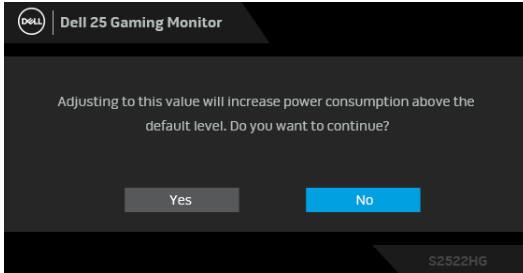 DELL
Dell 25 Gaming Monitor
Adjusting to this value will increase power consumption above the
default level. Do you want to continue?
Yes
No
S2522HG